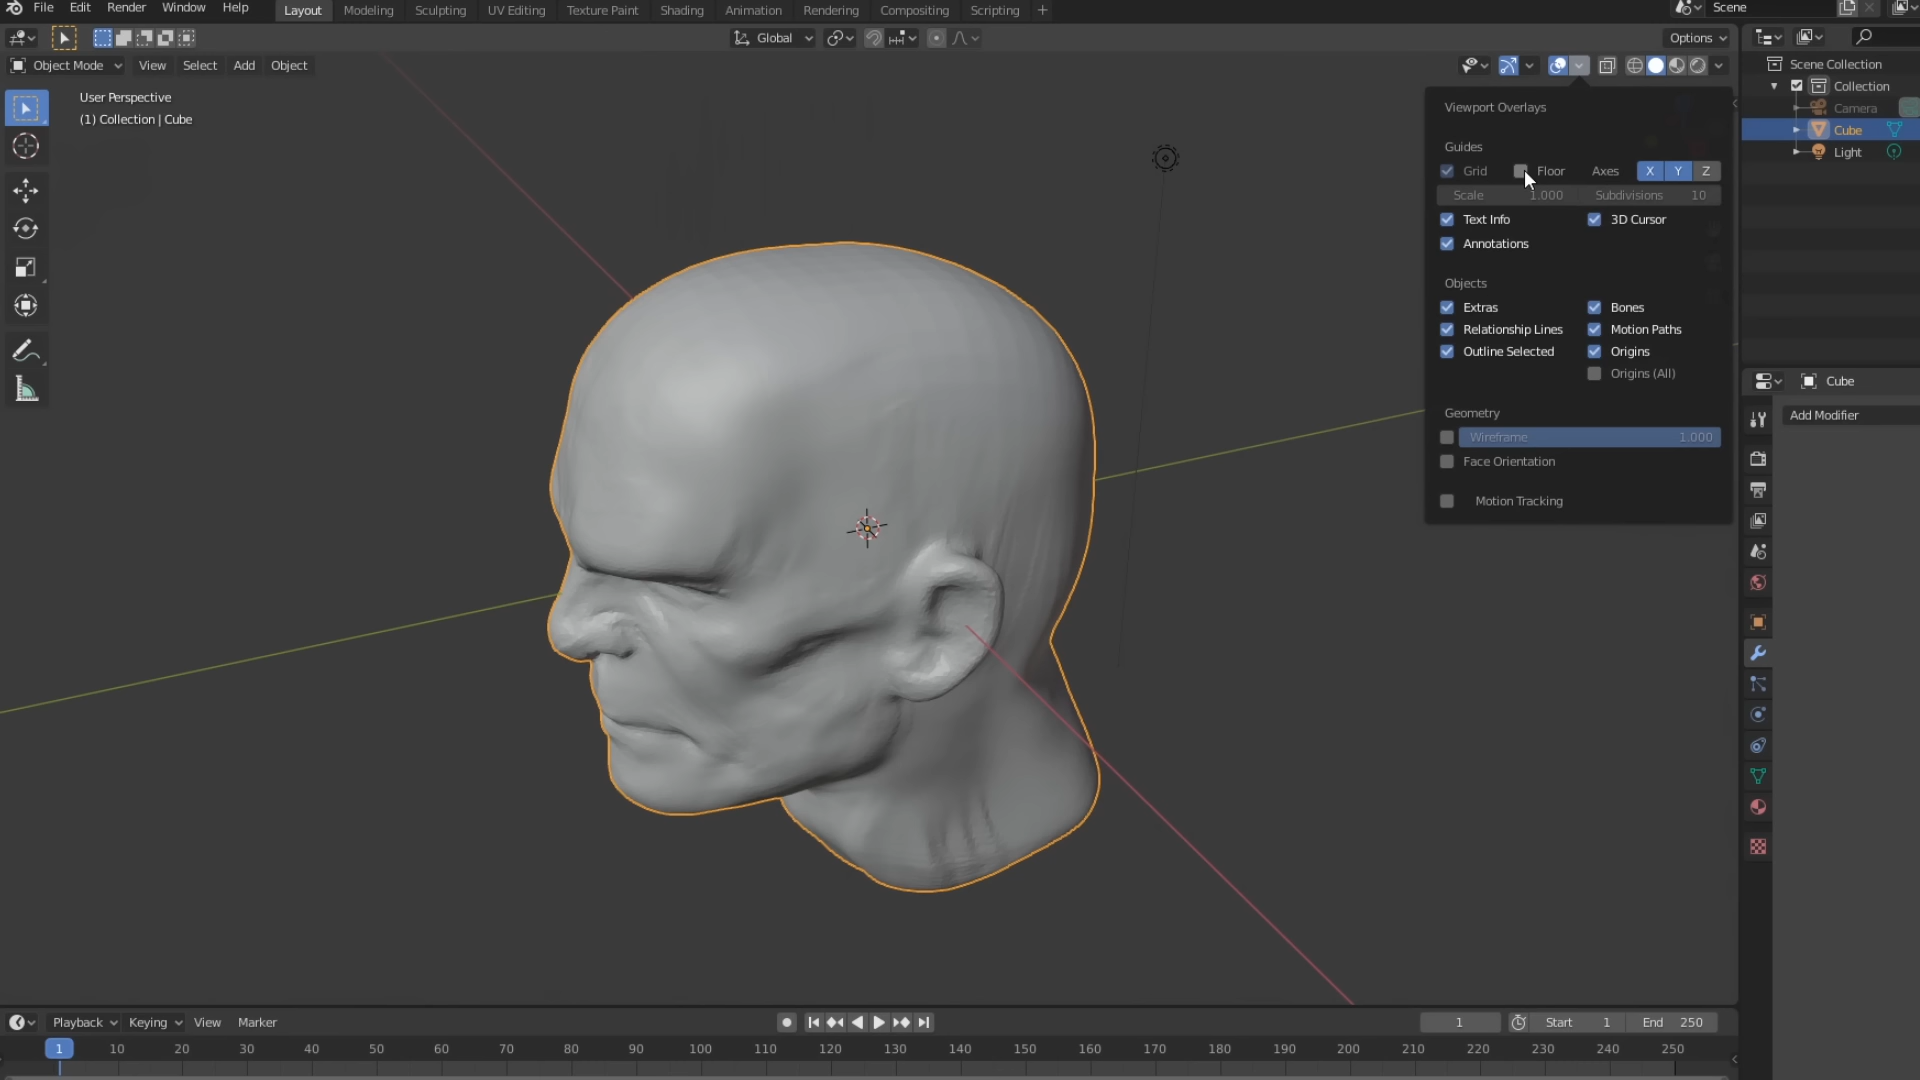 File Edit Render Window Help Layout Modeling Sculpting UV Editing Texture Paint Shading Animation Rendering Compositing Scripting + Scene
Global Options
Object Mode View Select Add Object
User Perspective
(1) Collection | Cube
Viewport Overlays
Guides
Grid Floor Axes X Y Z
Scale 1.000 Subdivisions 10
Text Info 3D Cursor
Annotations
Objects
Extras Bones
Relationship Lines Motion Paths
Outline Selected Origins
Origins (All)
Geometry
Wireframe 1.000
Face Orientation
Motion Tracking
Scene Collection
Collection
Camera
Cube
Light
Cube
Add Modifier
Playback Keying View Marker 1 Start 1 End 250
1 10 20 30 40 50 60 70 80 90 100 110 120 130 140 150 160 170 180 190 200 210 220 230 240 250